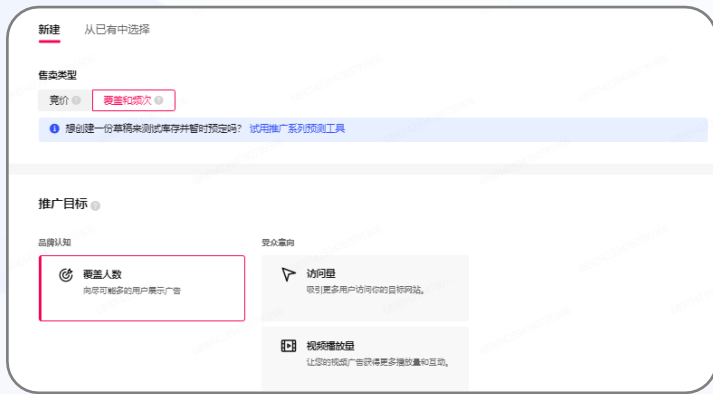 新建 从已有中选择
售卖类型
竞价 覆盖和频次
想创建一份草稿来测试库存并暂时预定吗? 试用推广系列预测工具
推广目标
品牌认知 受众意向
覆盖人数
向尽可能多的用户展示广告
访问量
吸引更多用户访问你的目标网站。
视频播放量
让您的视频广告获得更多播放量和互动。